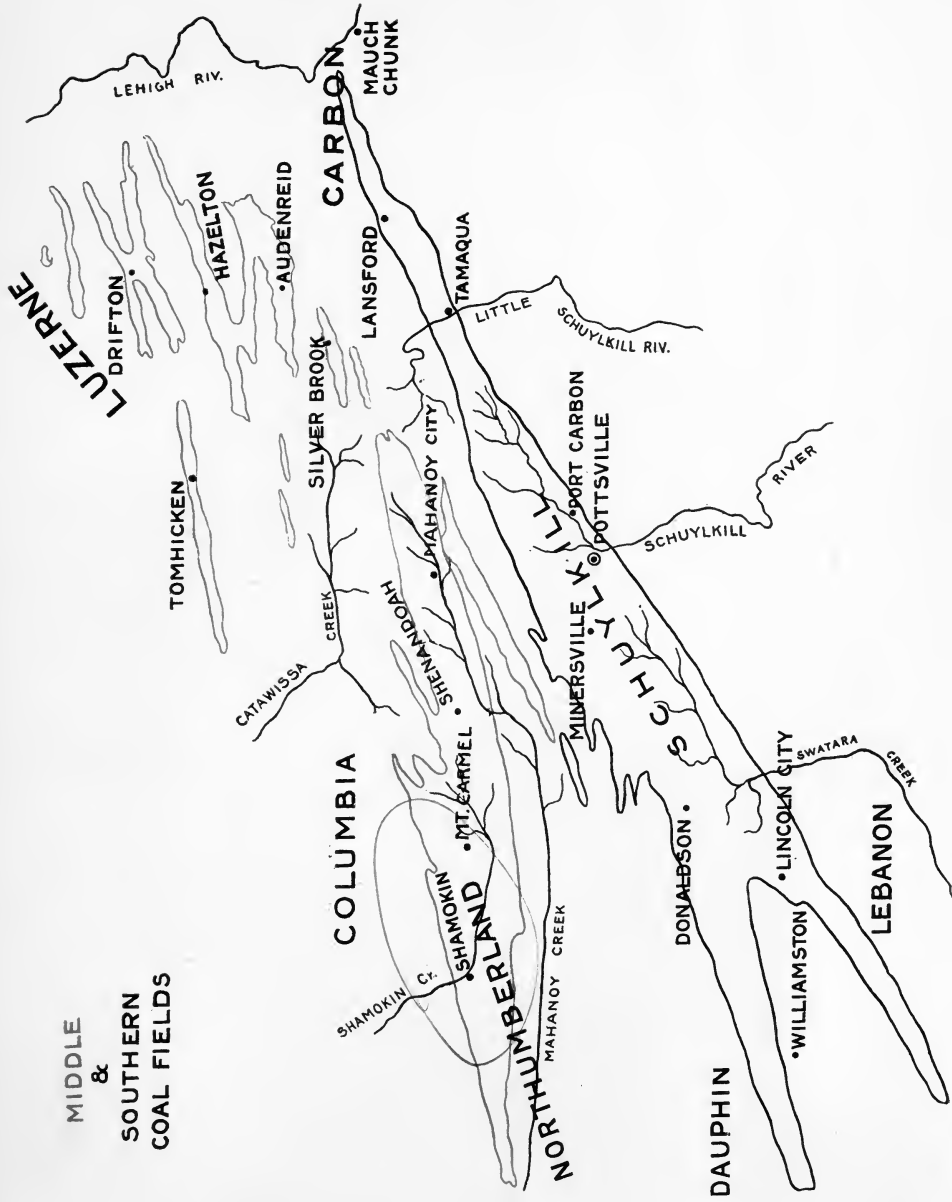 MIDDLE
&
SOUTHERN
COAL FIELDS
LUZERNE
LEHIGH RIV.
DRIFTON
HAZELTON
AUDENREID
CARBON
MAUCH
CHUNK
TOMHICKEN
SILVER BROOK
LANSFORD
TAMAQUA
LITTLE
SCHUYLKILL RIV.
CATAWISSA
CREEK
MAHANOY CITY
SHENANDOAH
COLUMBIA
MT. CARMEL
SHAMOKIN
SHAMOKIN Cr.
NORTHUMBERLAND
MAHANOY CREEK
PORT CARBON
POTTSVILLE
MINERSVILLE
SCHUYLKILL
SCHUYLKILL
RIVER
DONALDSON
SWATARA
CREEK
LINCOLN CITY
WILLIAMSTON
LEBANON
DAUPHIN